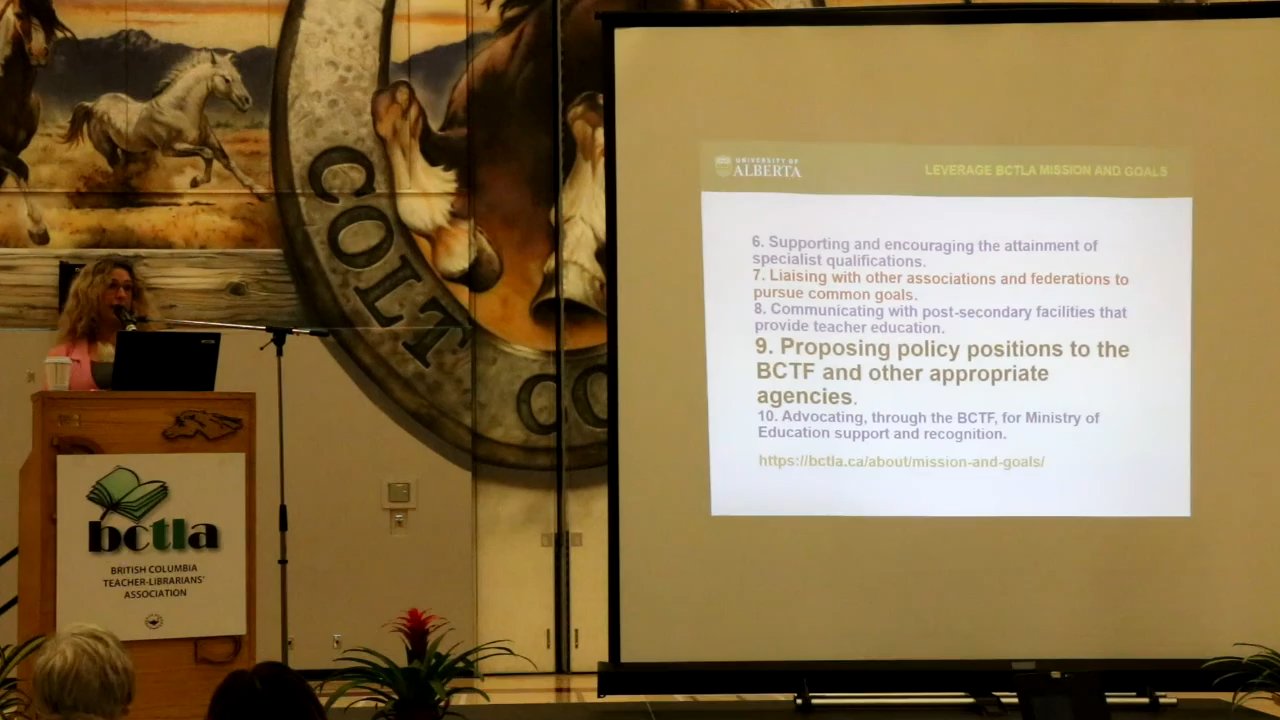 COLT
CO
UNIVERSITY OF
ALBERTA
LEVERAGE BCTLA MISSION AND GOALS
6. Supporting and encouraging the attainment of
specialist qualifications.
7. Liaising with other associations and federations to
pursue common goals.
8. Communicating with post-secondary facilities that
provide teacher education.
9. Proposing policy positions to the
BCTF and other appropriate
agencies.
10. Advocating, through the BCTF, for Ministry of
Education support and recognition.
https://bctla.ca/about/mission-and-goals/
bctla
BRITISH COLUMBIA
TEACHER-LIBRARIANS'
ASSOCIATION